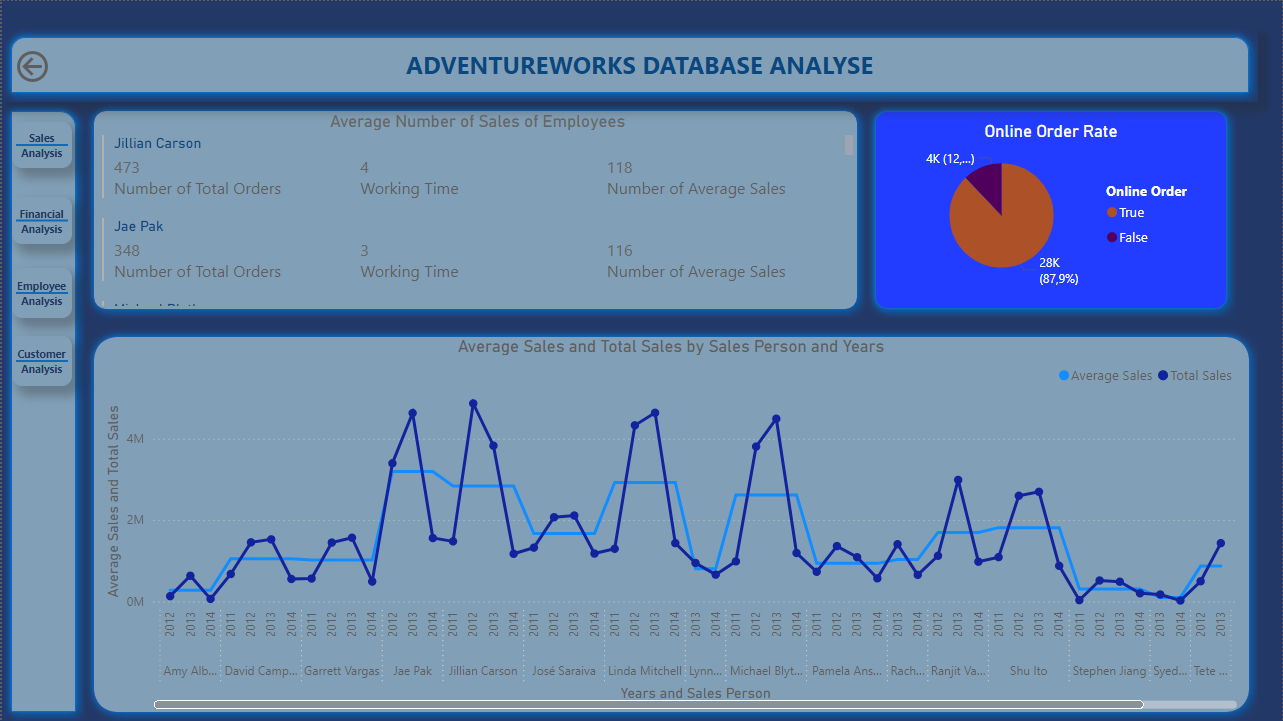 ADVENTUREWORKS DATABASE ANALYSE
Sales
Analysis
Financial
Analysis
Employee
Analysis
Customer
Analysis
Average Number of Sales of Employees
Jillian Carson
473 4 118
Number of Total Orders Working Time Number of Average Sales
Jae Pak
348 3 116
Number of Total Orders Working Time Number of Average Sales
Online Order Rate
4K (12,...)
28K
(87,9%)
Online Order
True
False
Average Sales and Total Sales by Sales Person and Years
Average Sales Total Sales
Average Sales and Total Sales
4M
2M
0M
2012 2013 2014 2011 2012 2013 2014 2011 2012 2013 2014 2012 2013 2014 2011 2012 2013 2014 2011 2012 2013 2014 2011 2012 2013 2014 2013 2014 2011 2012 2013 2014 2011 2012 2013 2014 2013 2014 2012 2013 2014 2011 2012 2013 2014 2011 2012 2013 2014 2013 2014 2012 2013
Amy Alb... David Camp... Garrett Vargas Jae Pak Jillian Carson José Saraiva Linda Mitchell Lynn... Michael Blyt... Pamela Ans... Rach... Ranjit Va... Shu Ito Stephen Jiang Syed... Tete ...
Years and Sales Person